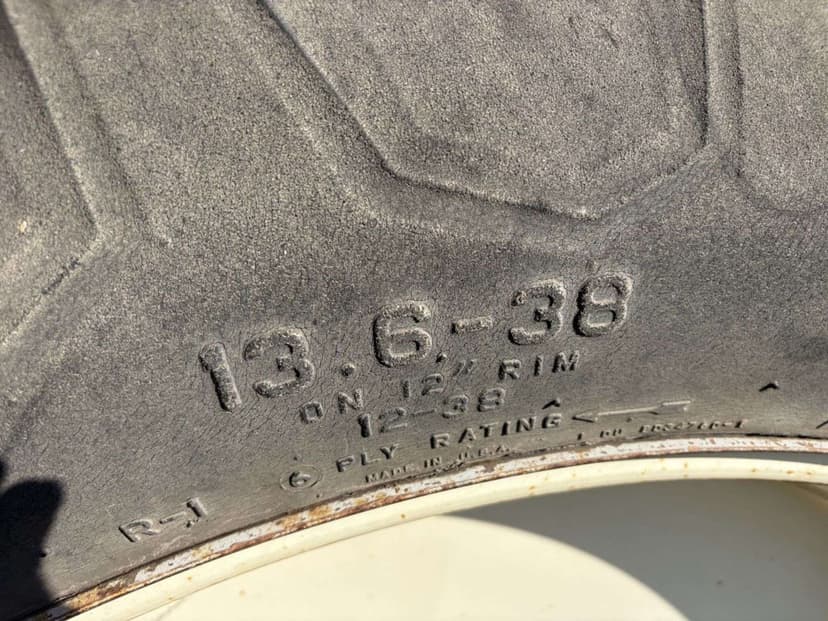 13.6-38
ON 12" RIM
12-38
6 PLY RATING
MADE IN U.S.A.
R-1